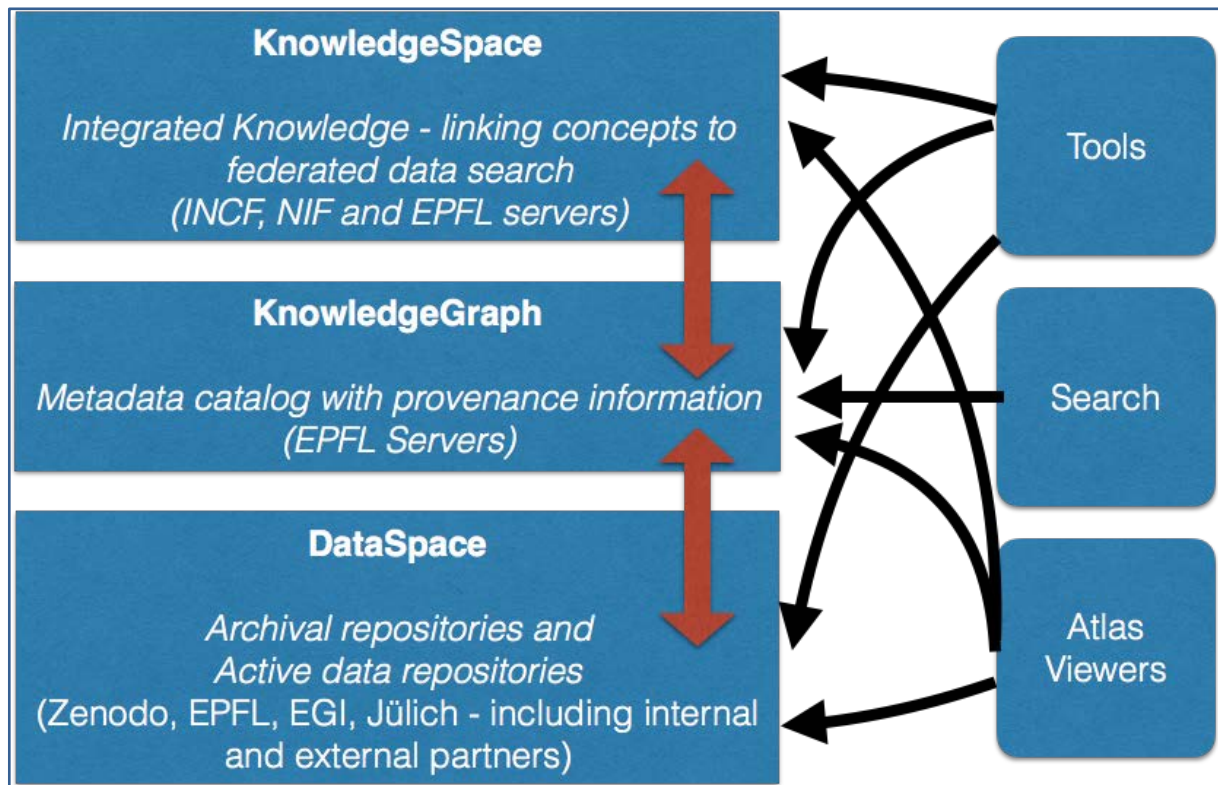 KnowledgeSpace
Integrated Knowledge - linking concepts to
federated data search
(INCF, NIF and EPFL servers)
KnowledgeGraph
Metadata catalog with provenance information
(EPFL Servers)
DataSpace
Archival repositories and
Active data repositories
(Zenodo, EPFL, EGI, Jülich - including internal
and external partners)
Tools
Search
Atlas
Viewers